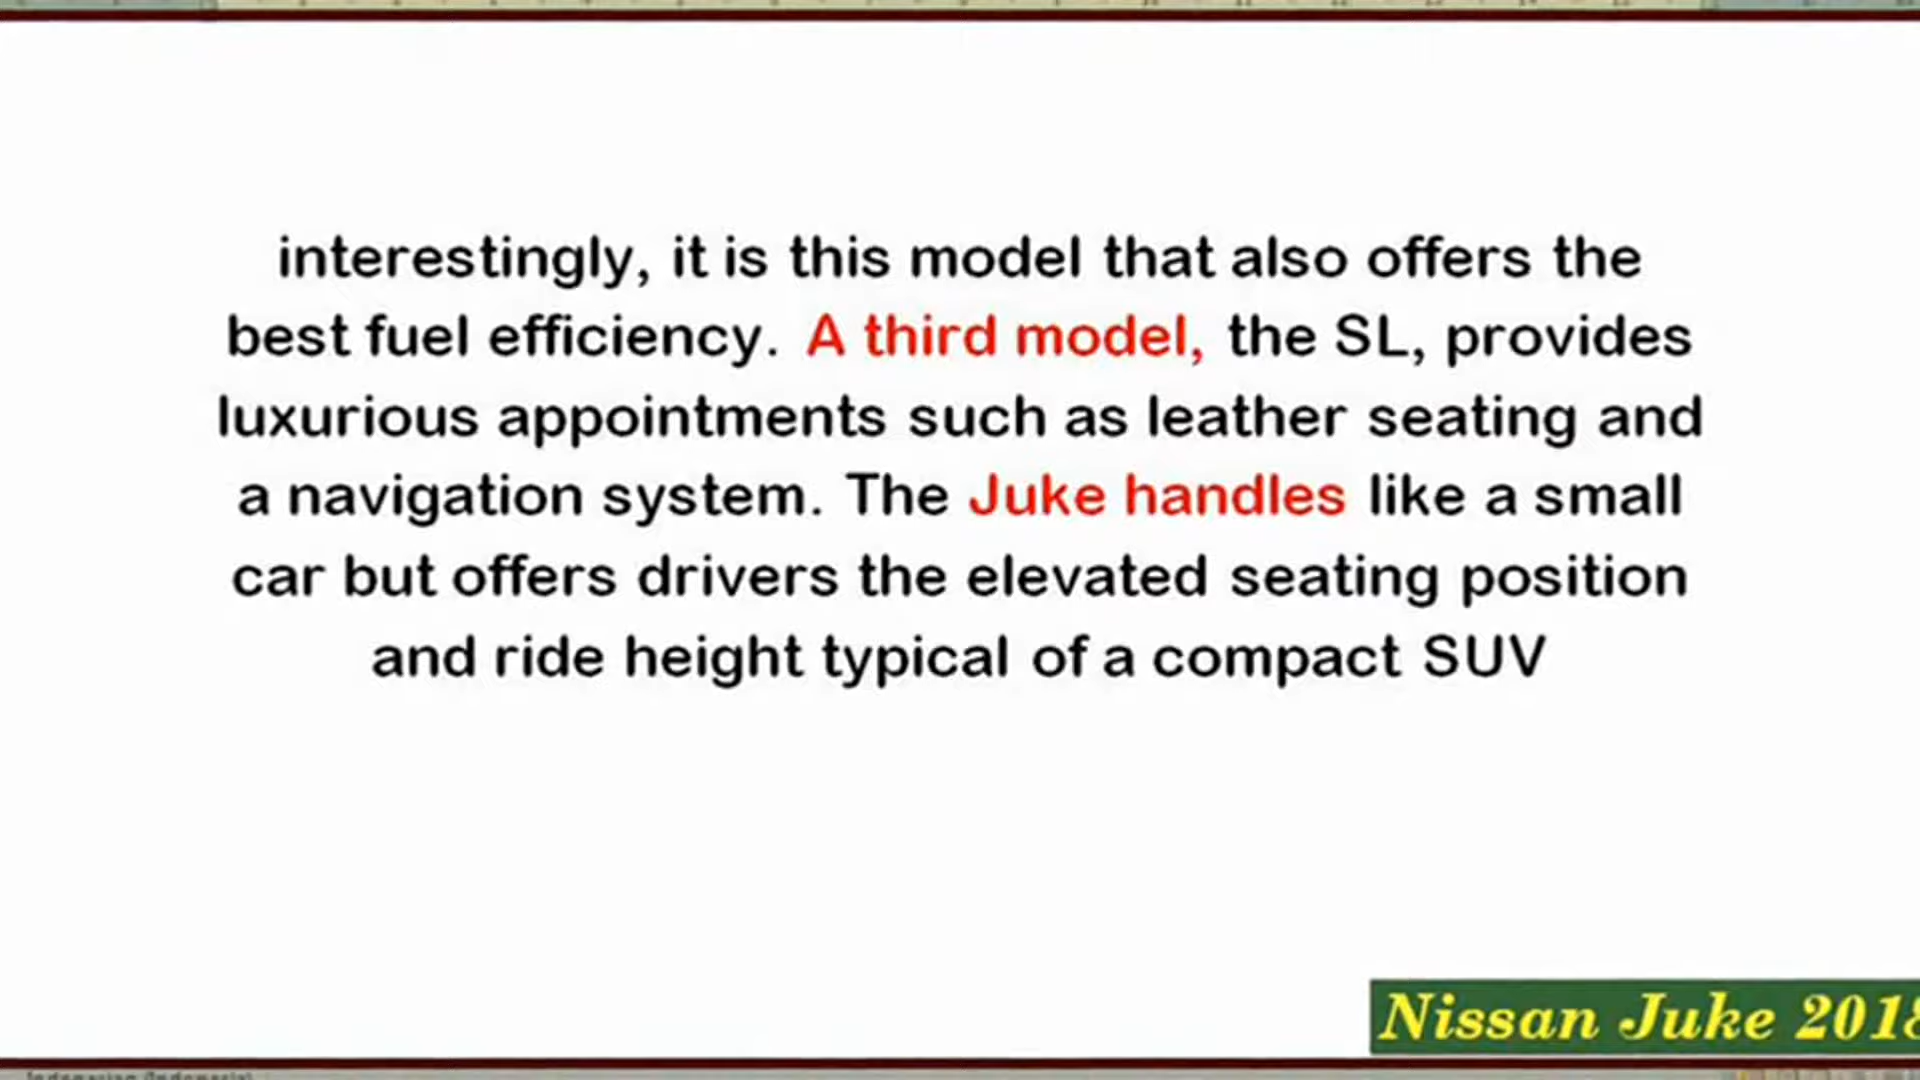 interestingly, it is this model that also offers the
best fuel efficiency. A third model, the SL, provides
luxurious appointments such as leather seating and
a navigation system. The Juke handles like a small
car but offers drivers the elevated seating position
and ride height typical of a compact SUV
Nissan Juke 2018